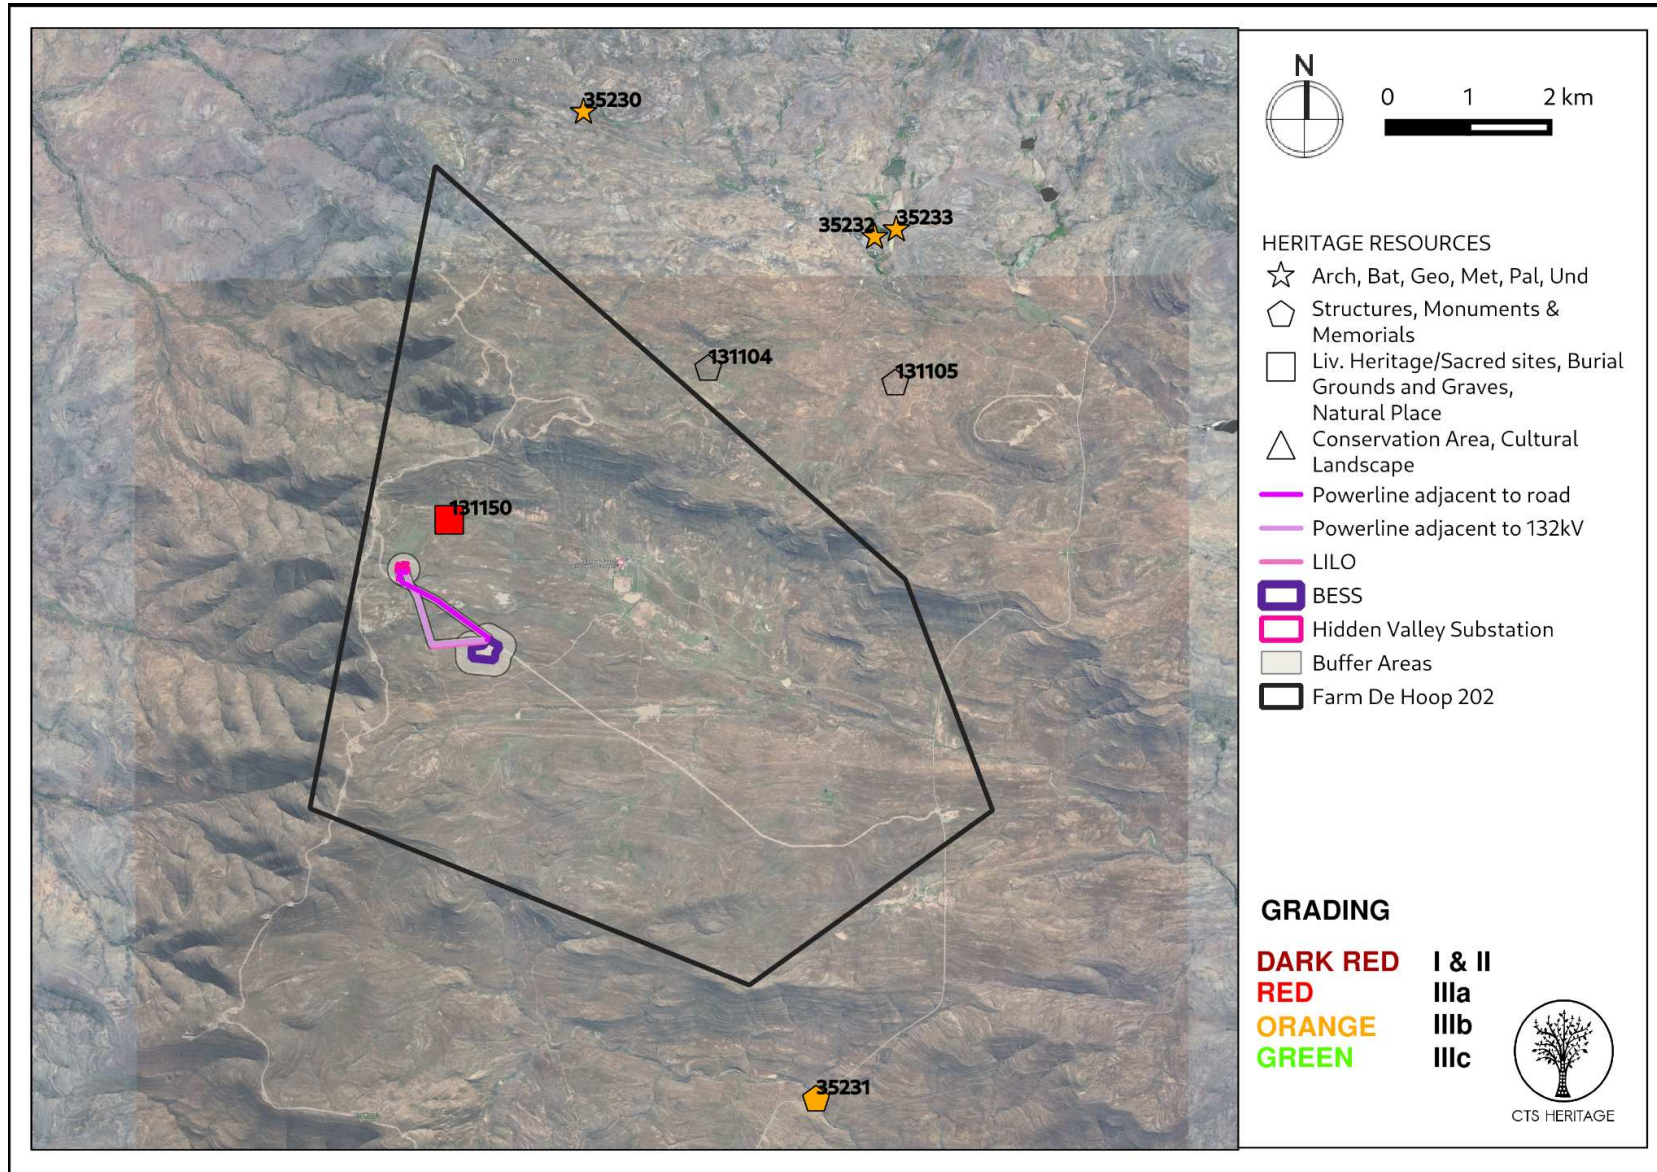 35230
35232
35233
131104
131105
131150
35231
N
0 1 2 km
HERITAGE RESOURCES
Arch, Bat, Geo, Met, Pal, Und
Structures, Monuments &
Memorials
Liv. Heritage/Sacred sites, Burial
Grounds and Graves,
Natural Place
Conservation Area, Cultural
Landscape
Powerline adjacent to road
Powerline adjacent to 132kV
LILO
BESS
Hidden Valley Substation
Buffer Areas
Farm De Hoop 202
GRADING
DARK RED I & II
RED IIIa
ORANGE IIIb
GREEN IIIc
CTS HERITAGE